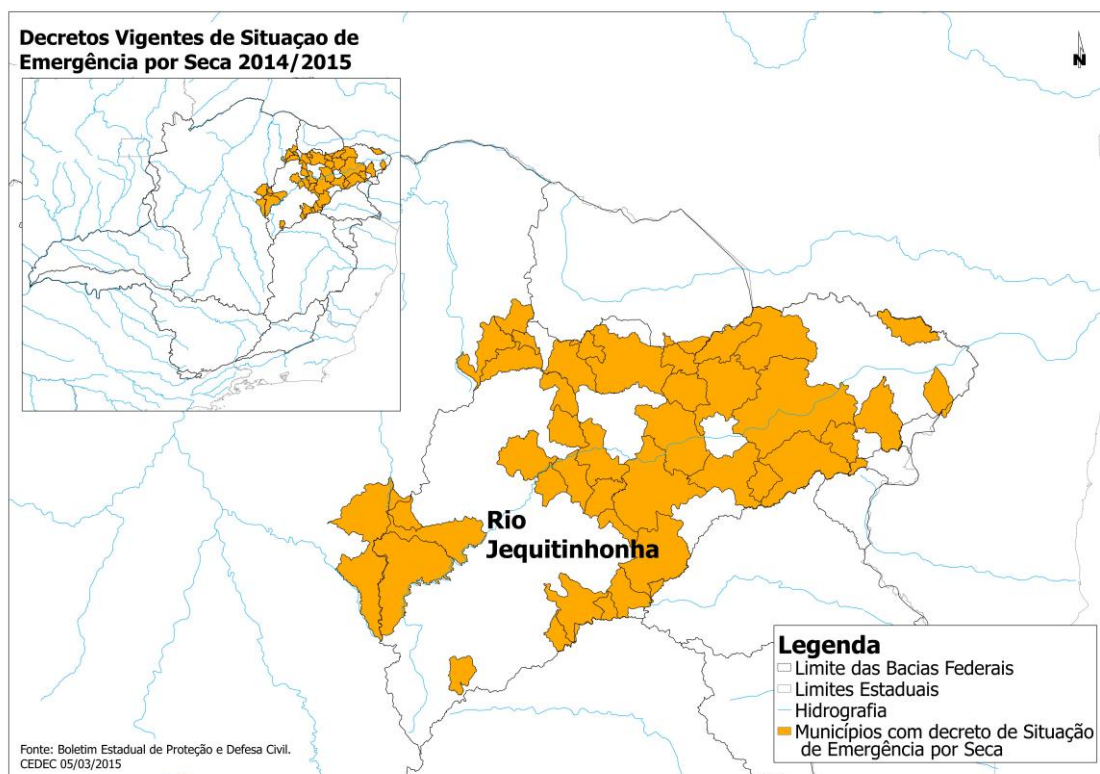 Decretos Vigentes de Situaçao de
Emergência por Seca 2014/2015
N
Rio
Jequitinhonha
Legenda
Limite das Bacias Federais
Limites Estaduais
Hidrografia
Municípios com decreto de Situação
de Emergência por Seca
Fonte: Boletim Estadual de Proteção e Defesa Civil.
CEDEC 05/03/2015